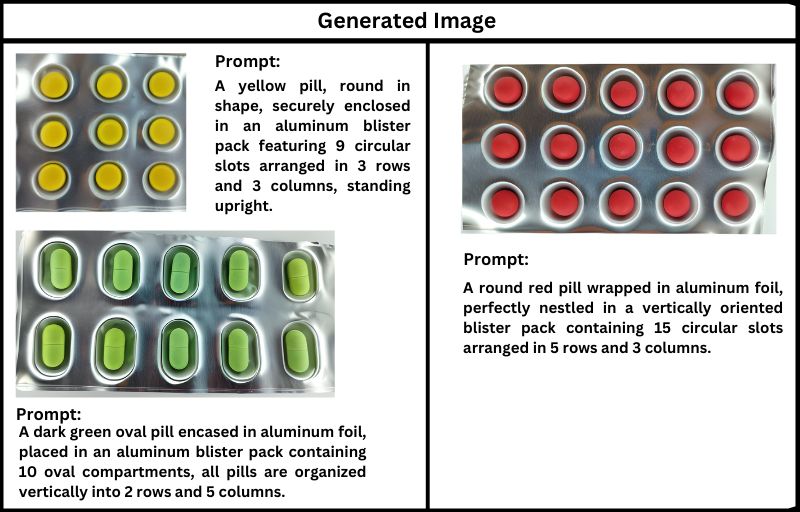 Generated Image
Prompt:
A yellow pill, round in
shape, securely enclosed
in an aluminum blister
pack featuring 9 circular
slots arranged in 3 rows
and 3 columns, standing
upright.
Prompt:
A dark green oval pill encased in aluminum foil,
placed in an aluminum blister pack containing
10 oval compartments, all pills are organized
vertically into 2 rows and 5 columns.
Prompt:
A round red pill wrapped in aluminum foil,
perfectly nestled in a vertically oriented
blister pack containing 15 circular slots
arranged in 5 rows and 3 columns.